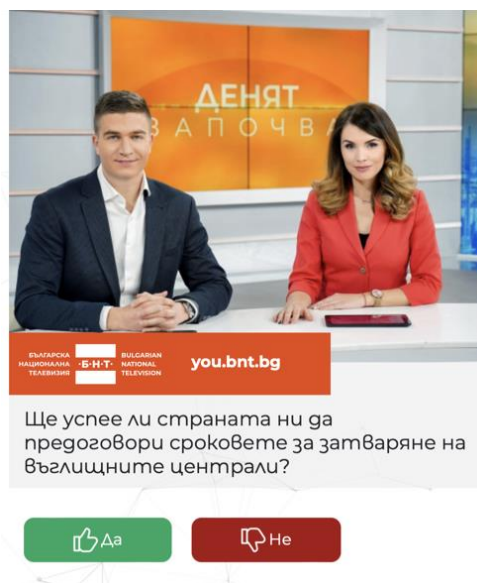 ДЕНЯТ
ЗАПОЧВА
БЪЛГАРСКА
НАЦИОНАЛНА
ТЕЛЕВИЗИЯ
·Б·Н·Т·
BULGARIAN
NATIONAL
TELEVISION
you.bnt.bg
Ще успее ли страната ни да
предоговори сроковете за затваряне на
въглищните централи?
Да
Не